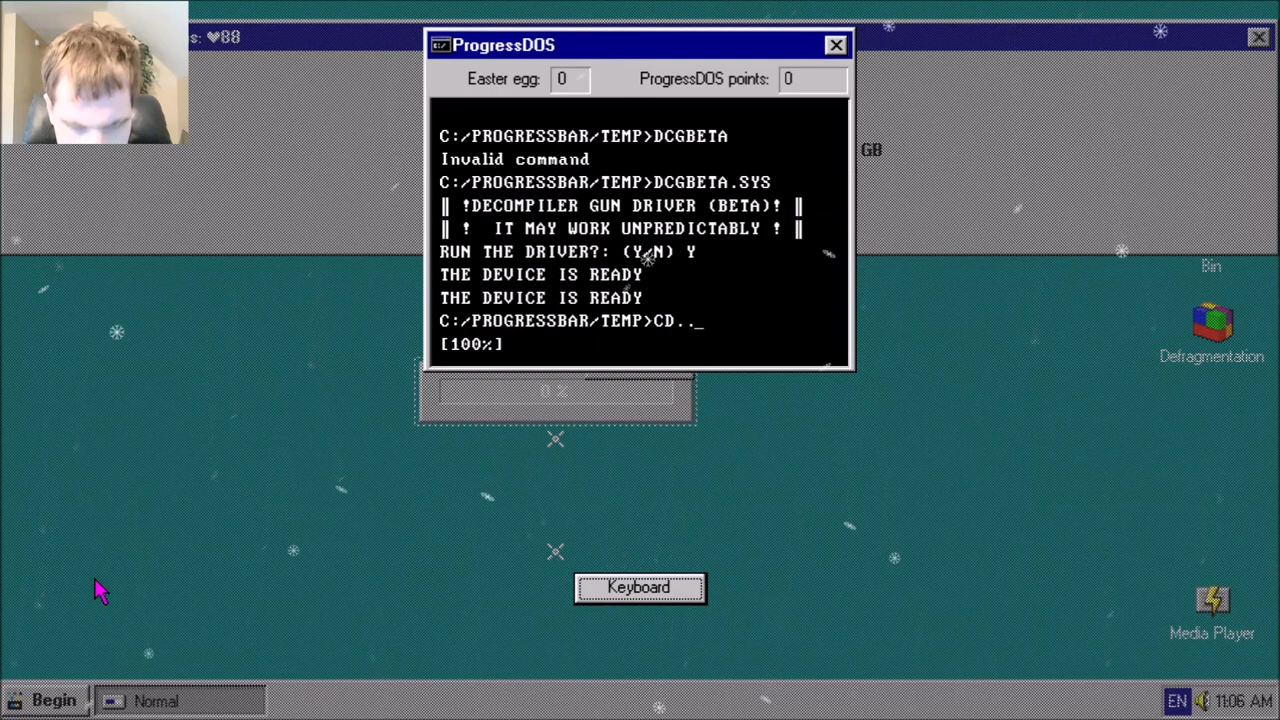 s: ♥88
ProgressDOS
Easter egg: 0
ProgressDOS points: 0
C:/PROGRESSBAR/TEMP>DCGBETA
Invalid command
C:/PROGRESSBAR/TEMP>DCGBETA.SYS
‖ !DECOMPILER GUN DRIVER (BETA)! ‖
‖ ! IT MAY WORK UNPREDICTABLY ! ‖
RUN THE DRIVER?: (Y/N) Y
THE DEVICE IS READY
THE DEVICE IS READY
C:/PROGRESSBAR/TEMP>CD.._
[100%]
GB
Bin
Defragmentation
0 %
Keyboard
Media Player
Begin
Normal
EN
11:06 AM